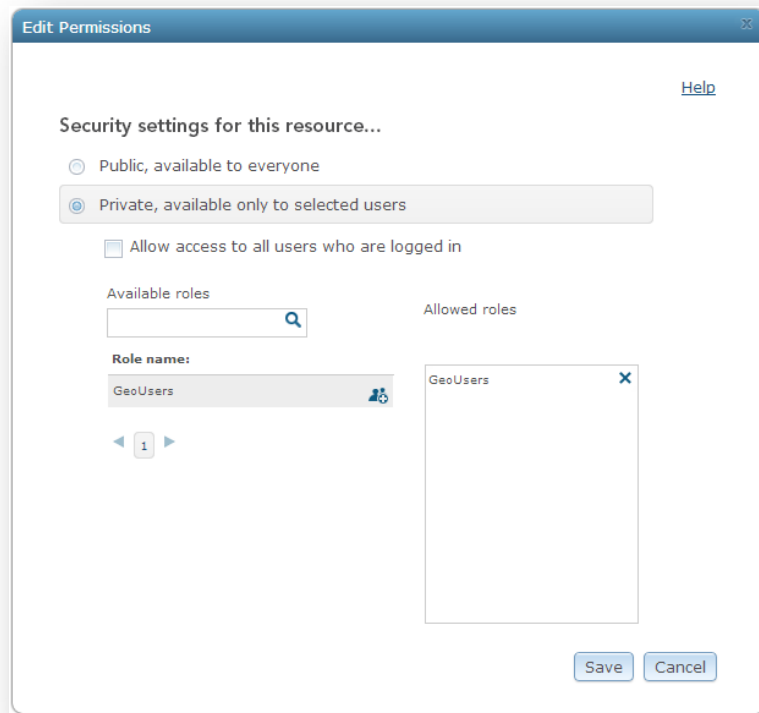 Edit Permissions
Help
Security settings for this resource...
Public, available to everyone
Private, available only to selected users
Allow access to all users who are logged in
Available roles
Allowed roles
Role name:
GeoUsers
GeoUsers
1
Save
Cancel